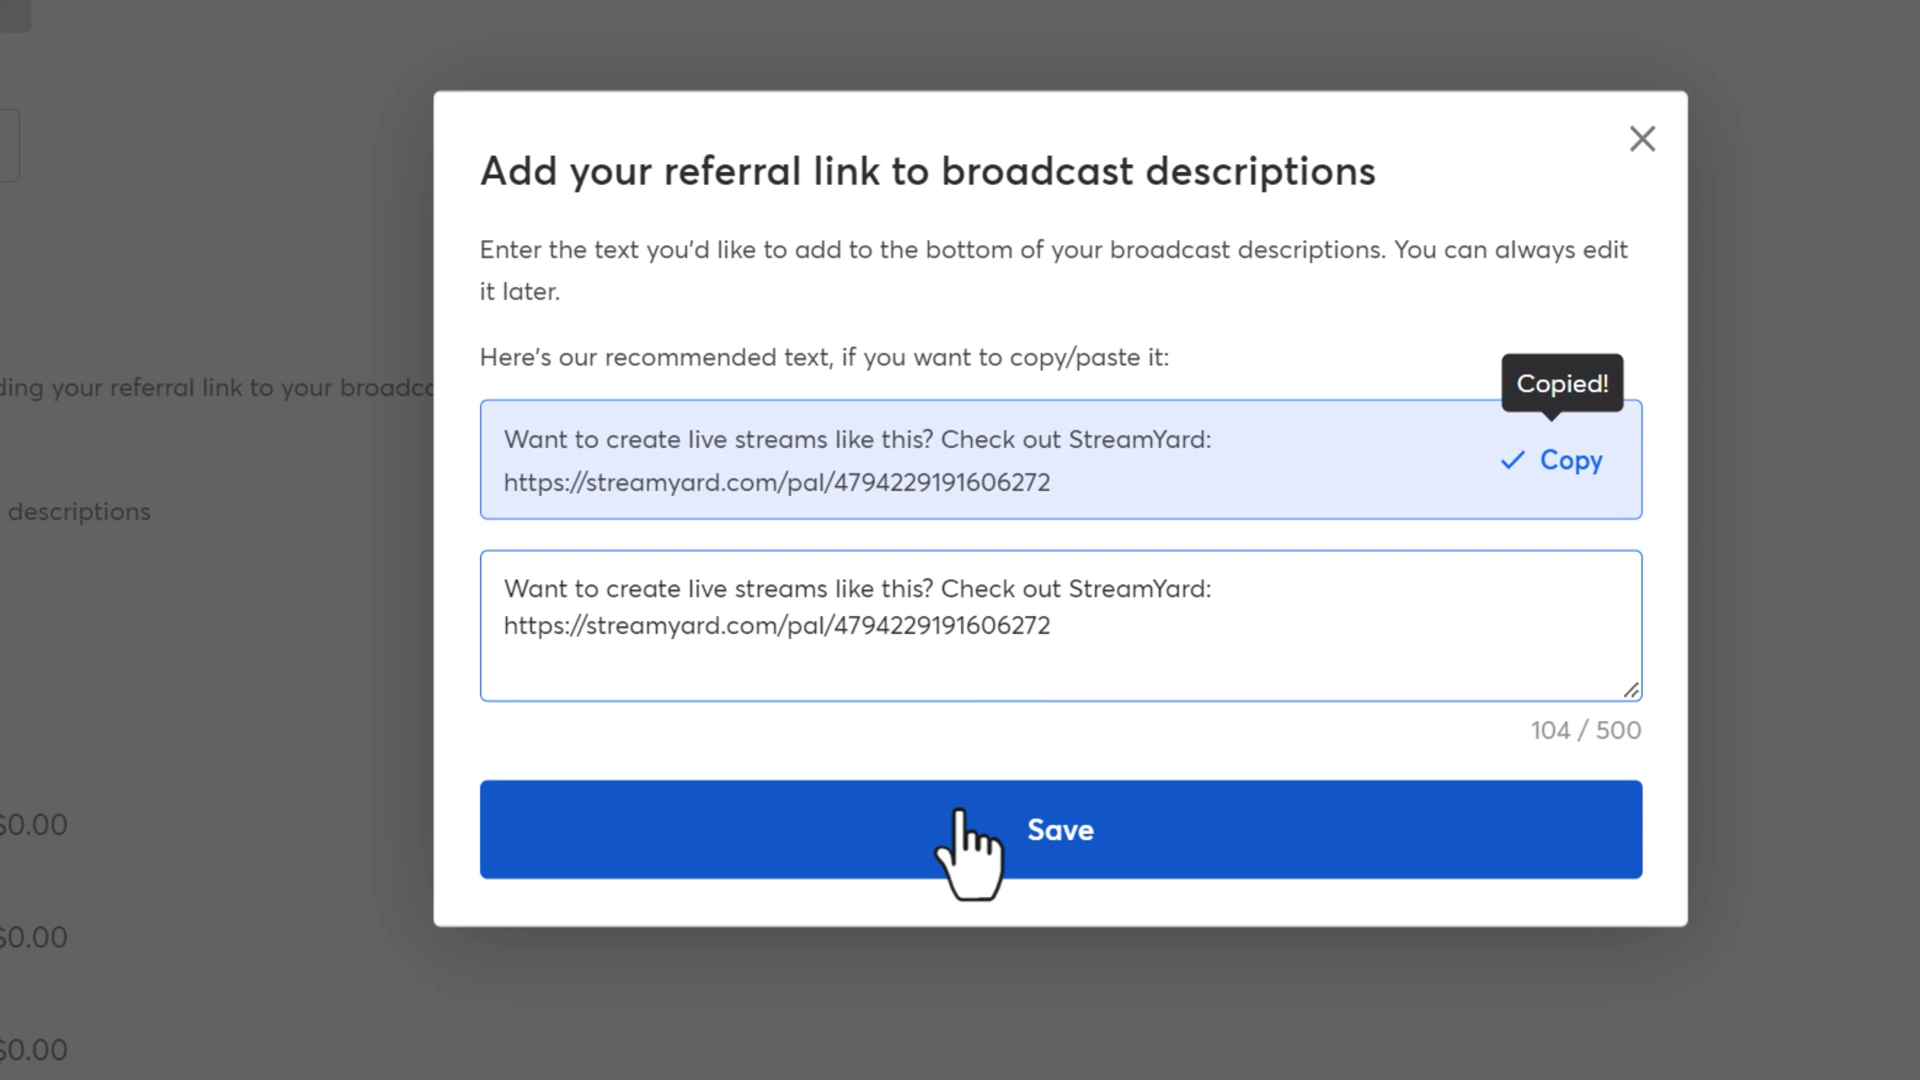 Add your referral link to broadcast descriptions
Enter the text you’d like to add to the bottom of your broadcast descriptions. You can always edit
it later.
Here’s our recommended text, if you want to copy/paste it:
Copied!
Want to create live streams like this? Check out StreamYard:
https://streamyard.com/pal/4794229191606272
Copy
Want to create live streams like this? Check out StreamYard:
https://streamyard.com/pal/4794229191606272
104 / 500
Save
your referral link to your
descriptions
$0.00
$0.00
$0.00